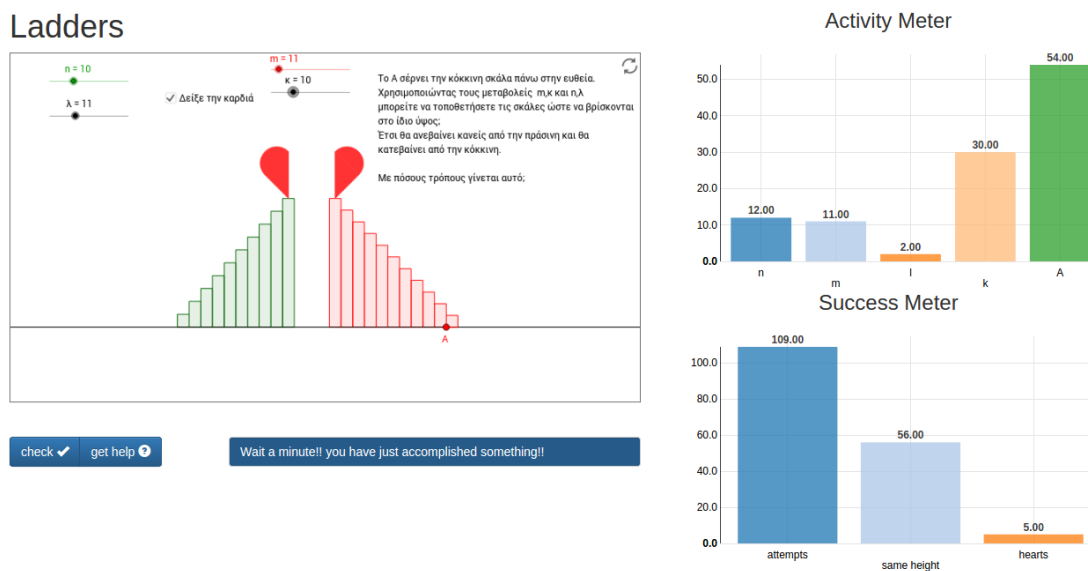 Ladders
n = 10
λ = 11
Δείξε την καρδιά
m = 11
κ = 10
Το Α σέρνει την κόκκινη σκάλα πάνω στην ευθεία.
Χρησιμοποιώντας τους μεταβολείς m,κ και n,λ
μπορείτε να τοποθετήσετε τις σκάλες ώστε να βρίσκονται
στο ίδιο ύψος;
Έτσι θα ανεβαίνει κανείς από την πράσινη και θα
κατεβαίνει από την κόκκινη.
Με πόσους τρόπους γίνεται αυτό;
A
check
get help
Wait a minute!! you have just accomplished something!!
Activity Meter
50.0
40.0
30.0
20.0
10.0
0.0
12.00
11.00
2.00
30.00
54.00
n
m
l
k
A
Success Meter
100.0
80.0
60.0
40.0
20.0
0.0
109.00
56.00
5.00
attempts
same height
hearts